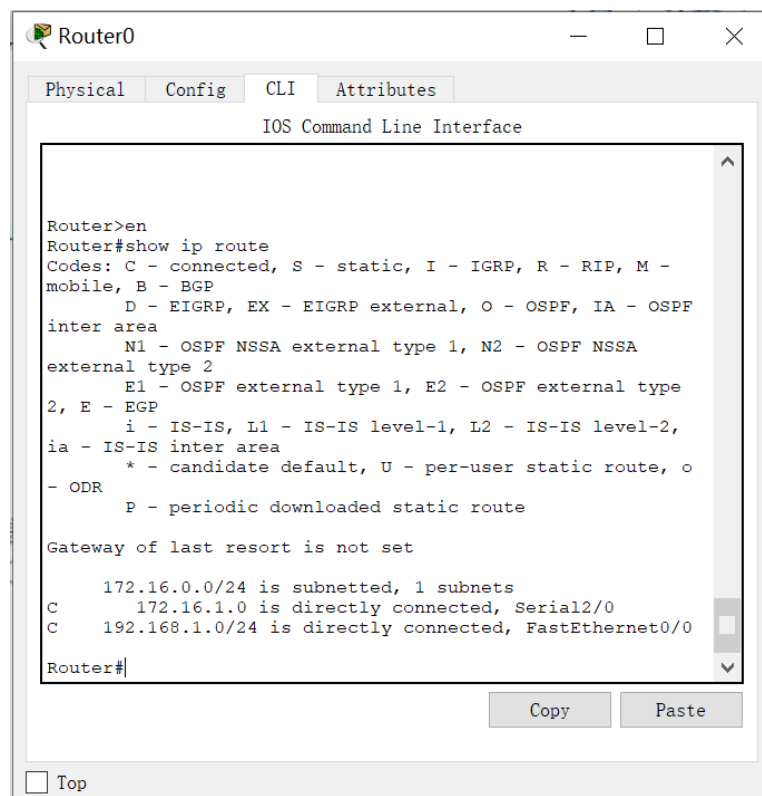 Router0
Physical Config CLI Attributes
IOS Command Line Interface
Router>en
Router#show ip route
Codes: C - connected, S - static, I - IGRP, R - RIP, M -
mobile, B - BGP
D - EIGRP, EX - EIGRP external, O - OSPF, IA - OSPF
inter area
N1 - OSPF NSSA external type 1, N2 - OSPF NSSA
external type 2
E1 - OSPF external type 1, E2 - OSPF external type
2, E - EGP
i - IS-IS, L1 - IS-IS level-1, L2 - IS-IS level-2,
ia - IS-IS inter area
* - candidate default, U - per-user static route, o
- ODR
P - periodic downloaded static route
Gateway of last resort is not set
172.16.0.0/24 is subnetted, 1 subnets
C 172.16.1.0 is directly connected, Serial2/0
C 192.168.1.0/24 is directly connected, FastEthernet0/0
Router#
Copy Paste
Top